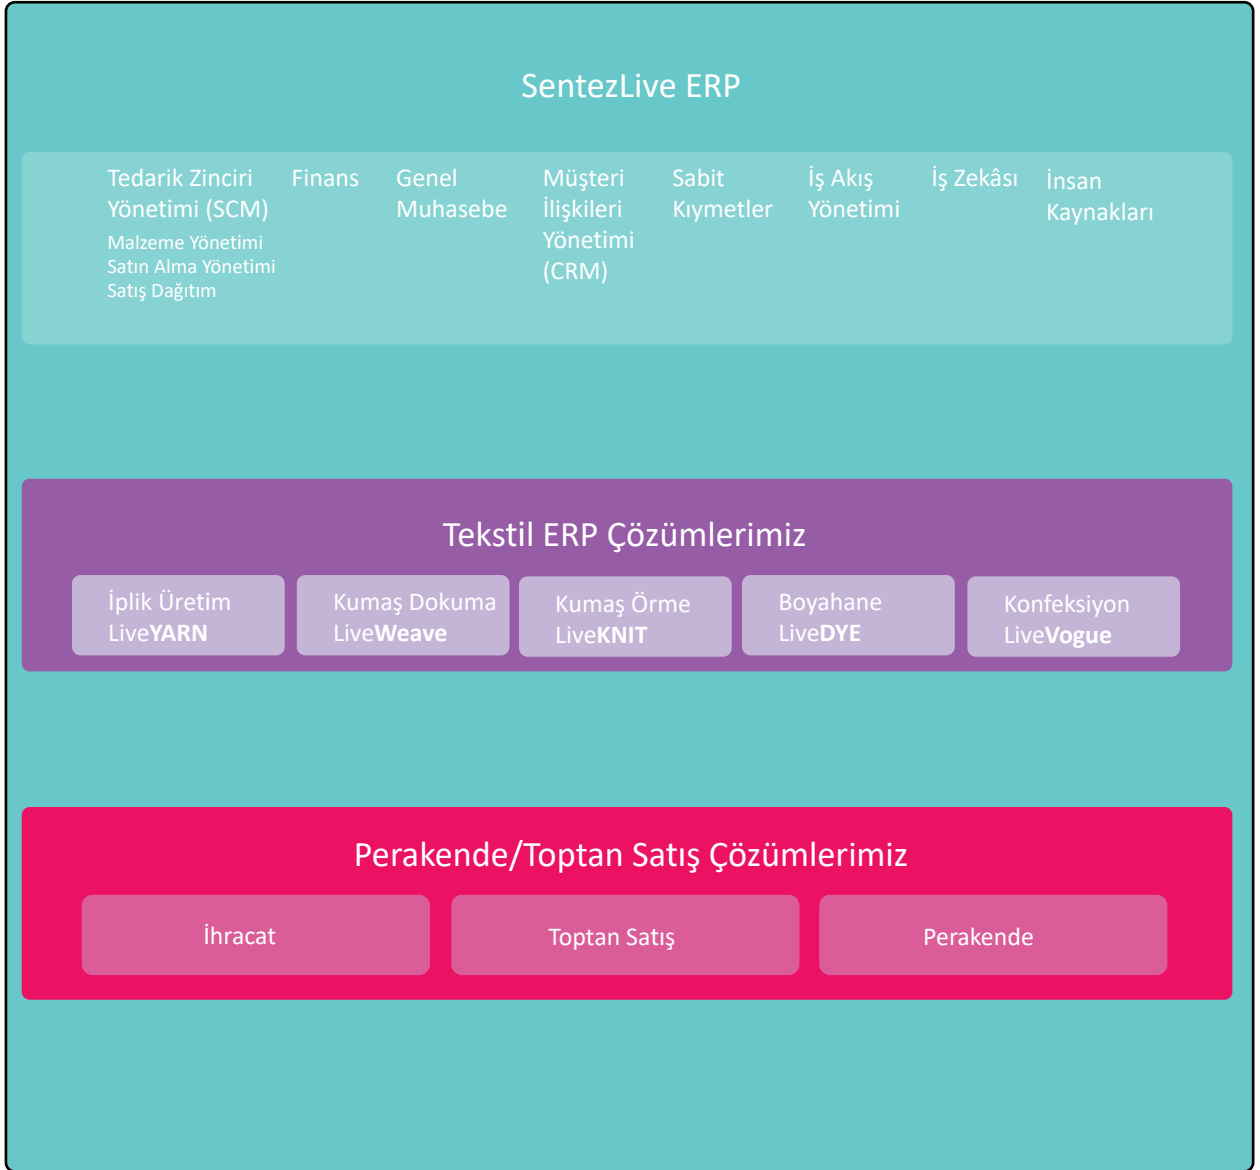 SentezLive ERP
Tedarik Zinciri
Yönetimi (SCM)
Malzeme Yönetimi
Satın Alma Yönetimi
Satış Dağıtım
Finans
Genel
Muhasebe
Müşteri
İlişkileri
Yönetimi
(CRM)
Sabit
Kıymetler
İş Akış
Yönetimi
İş Zekâsı
İnsan
Kaynakları
Tekstil ERP Çözümlerimiz
İplik Üretim
LiveYARN
Kumaş Dokuma
LiveWeave
Kumaş Örme
LiveKNIT
Boyahane
LiveDYE
Konfeksiyon
LiveVogue
Perakende/Toptan Satış Çözümlerimiz
İhracat
Toptan Satış
Perakende